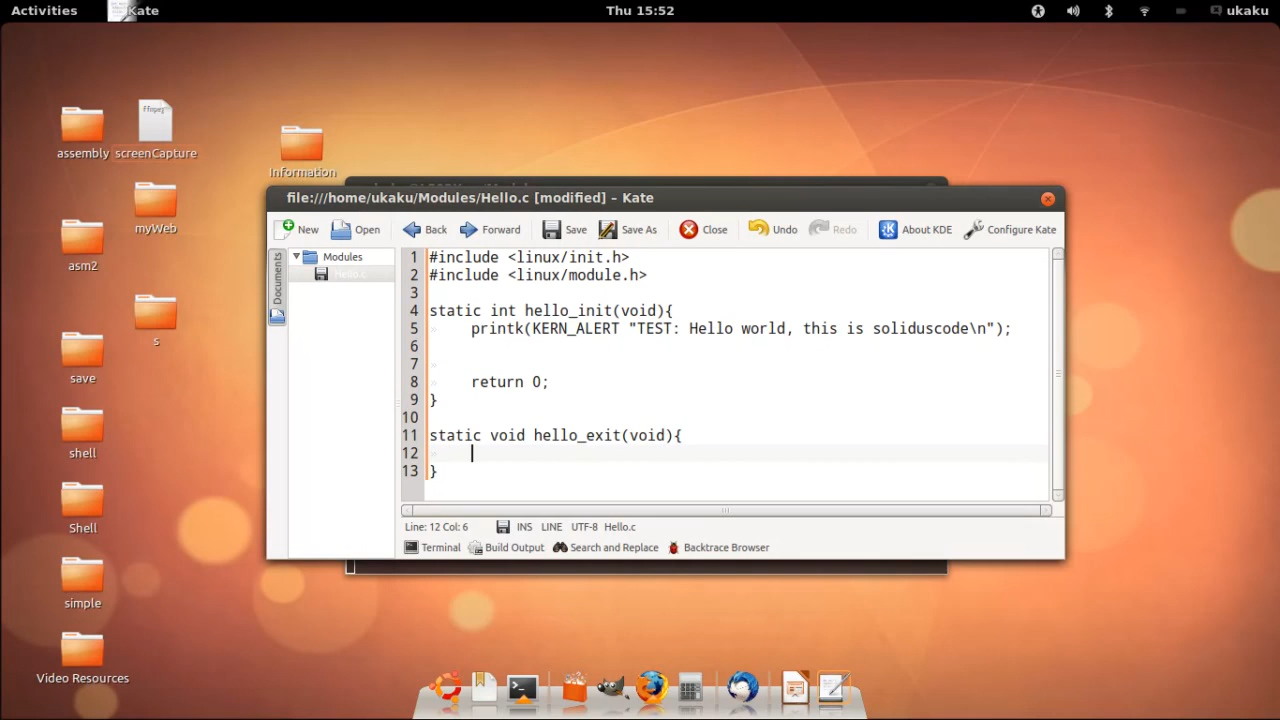 Activities Kate Thu 15:52 ukaku
assembly
screenCapture
Information
myWeb
asm2
s
save
shell
Shell
simple
Video Resources
file:///home/ukaku/Modules/Hello.c [modified] – Kate
New Open Back Forward Save Save As Close Undo Redo About KDE Configure Kate
Documents
Modules
Hello.c
1 #include <linux/init.h>
2 #include <linux/module.h>
3
4 static int hello_init(void){
5 printk(KERN_ALERT "TEST: Hello world, this is soliduscode\n");
6
7
8 return 0;
9 }
10
11 static void hello_exit(void){
12
13 }
Line: 12 Col: 6 INS LINE UTF-8 Hello.c
Terminal Build Output Search and Replace Backtrace Browser